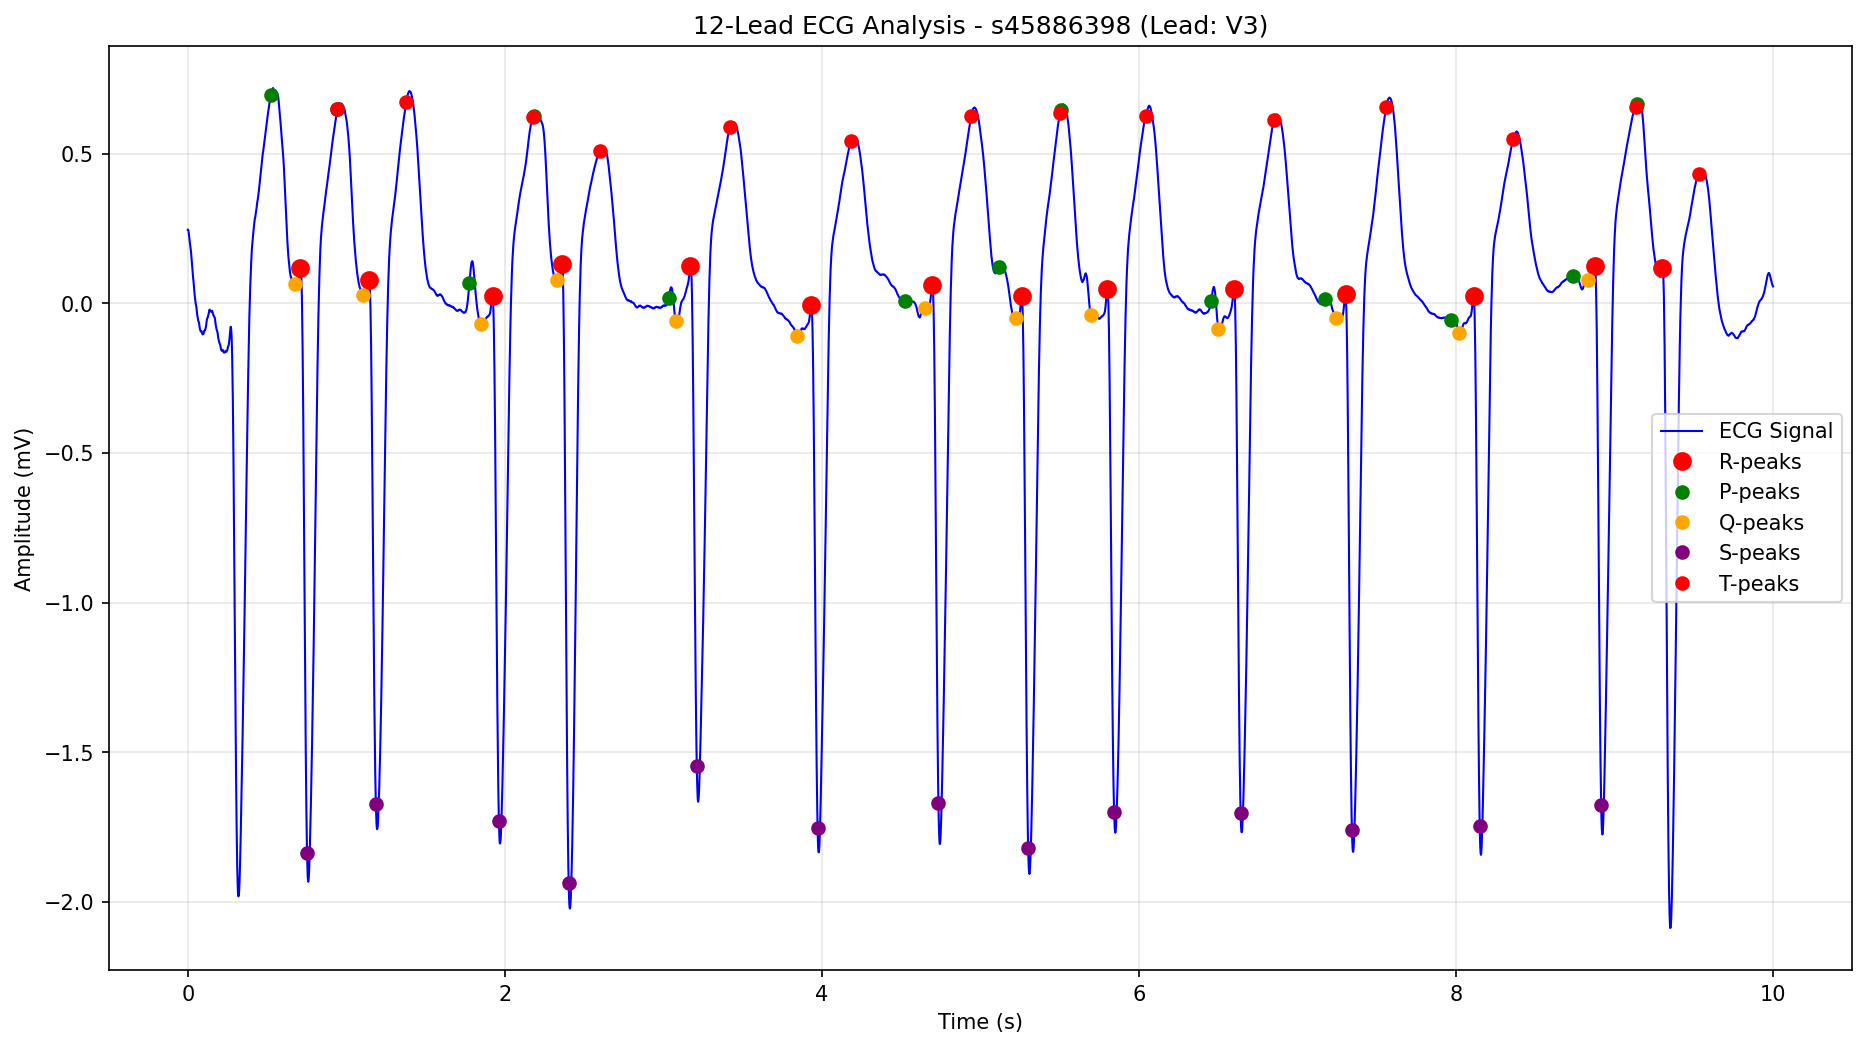 12-Lead ECG Analysis - s45886398 (Lead: V3)
Amplitude (mV)
0.5
0.0
−0.5
−1.0
−1.5
−2.0
ECG Signal
R-peaks
P-peaks
Q-peaks
S-peaks
T-peaks
0 2 4 6 8 10
Time (s)